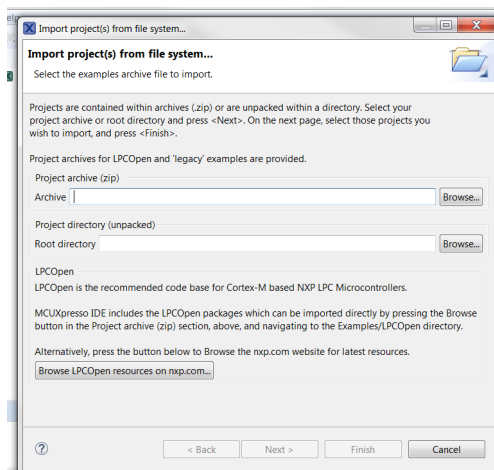 Import project(s) from file system...
Import project(s) from file system...
Select the examples archive file to import.
Projects are contained within archives (.zip) or are unpacked within a directory. Select your
project archive or root directory and press <Next>. On the next page, select those projects you
wish to import, and press <Finish>.
Project archives for LPCOpen and 'legacy' examples are provided.
Project archive (zip)
Archive
Browse...
Project directory (unpacked)
Root directory
Browse...
LPCOpen
LPCOpen is the recommended code base for Cortex-M based NXP LPC Microcontrollers.
MCUXpresso IDE includes the LPCOpen packages which can be imported directly by pressing the Browse
button in the Project archive (zip) section, above, and navigating to the Examples/LPCOpen directory.
Alternatively, press the button below to Browse the nxp.com website for latest resources.
Browse LPCOpen resources on nxp.com...
?
< Back
Next >
Finish
Cancel